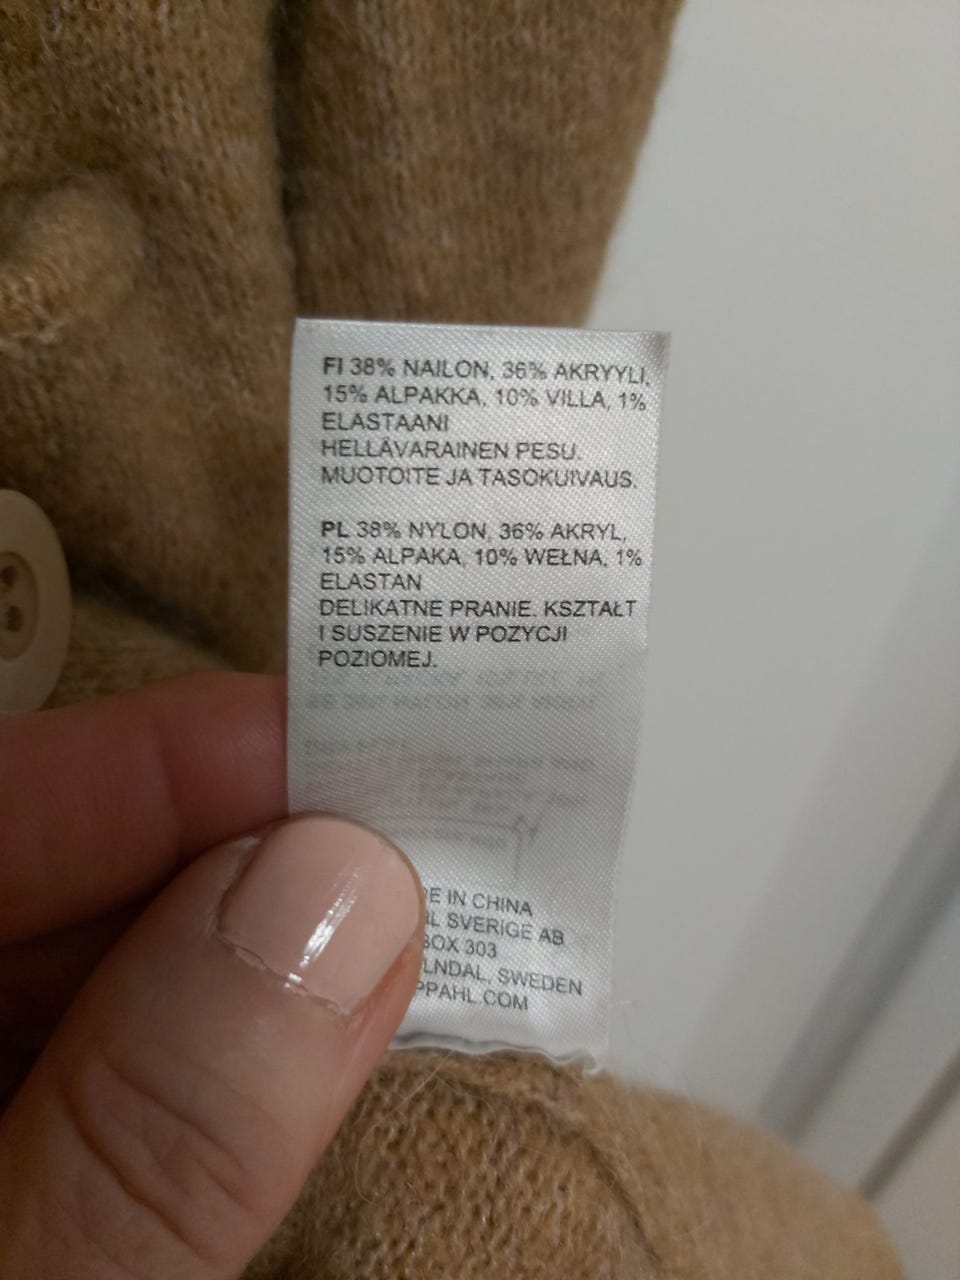 FI 38% NAILON, 36% AKRYYLI,
15% ALPAKKA, 10% VILLA, 1%
ELASTAANI
HELLÄVARAINEN PESU.
MUOTOITE JA TASOKUIVAUS.
PL 38% NYLON, 36% AKRYL,
15% ALPAKA, 10% WEŁNA, 1%
ELASTAN
DELIKATNE PRANIE. KSZTAŁT
I SUSZENIE W POZYCJI
POZIOMEJ.
IN CHINA
SVERIGE AB
BOX 303
SWEDEN